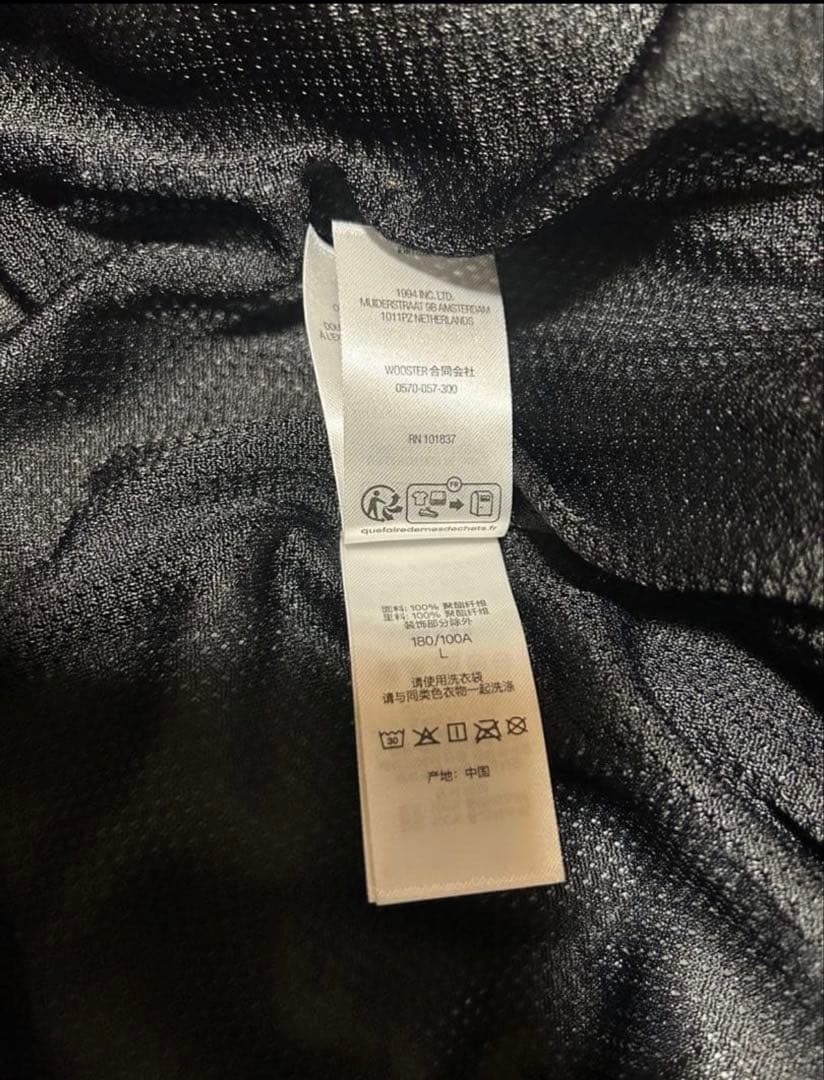 1994 INC. LTD.
MUIDERSTRAAT 9B AMSTERDAM
1011PZ NETHERLANDS
WOOSTER 合同会社
0570-057-300
RN 101837
FR
quefairedemesdechets.fr
面料: 100% 聚酯纤维
里料: 100% 聚酯纤维
装饰部分除外
180/100A
L
请使用洗衣袋
请与同类色衣物一起洗涤
30
产地: 中国